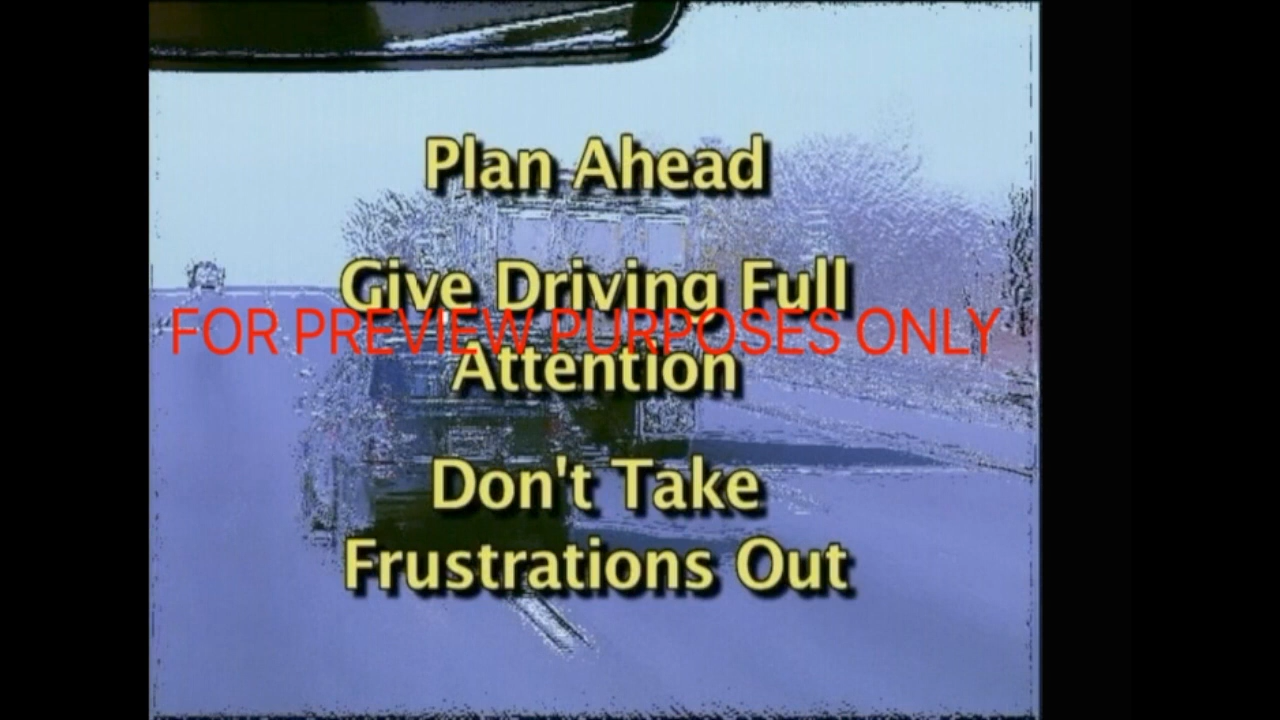 Plan Ahead
Give Driving Full
FOR PREVIEW PURPOSES ONLY
Attention
Don't Take
Frustrations Out